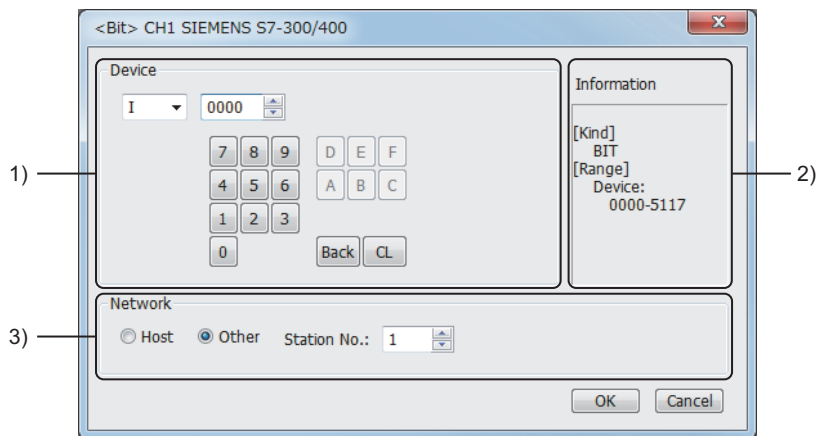 <Bit> CH1 SIEMENS S7-300/400
X
1)
Device
I
0000
7 8 9 D E F
4 5 6 A B C
1 2 3
0 Back CL
Information
[Kind]
BIT
[Range]
Device:
0000-5117
2)
3)
Network
Host Other Station No.: 1
OK Cancel